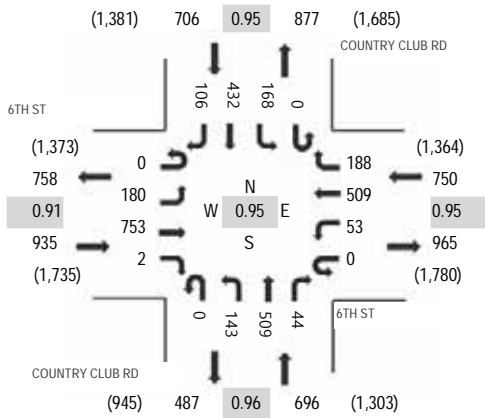 (1,381) 706 0.95 877 (1,685)
COUNTRY CLUB RD
106 432 168 0
6TH ST
(1,373) 0 188 (1,364)
758 180 N 509 750
0.91 W 0.95 E 0.95
935 753 S 53 965
(1,735) 2 0 (1,780)
0 143 509 44
6TH ST
COUNTRY CLUB RD
(945) 487 0.96 696 (1,303)